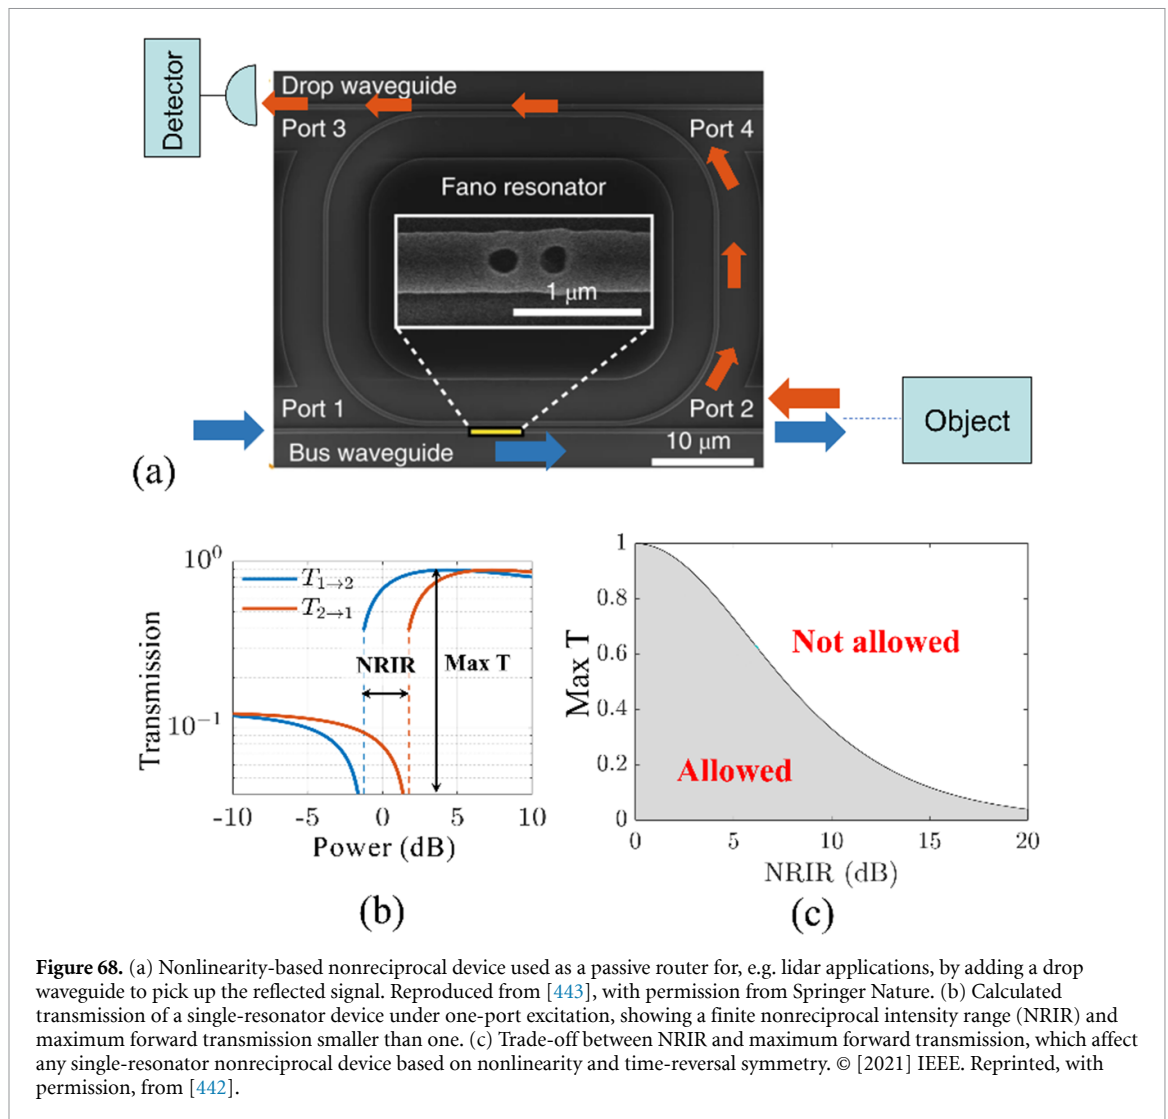 Detector
Drop waveguide
Port 3
Port 4
Fano resonator
1 μm
Port 1
Port 2
Object
Bus waveguide
10 μm
(a)
10⁰
T₁→₂
T₂→₁
NRIR
Max T
10⁻¹
Transmission
-10
-5
0
5
10
Power (dB)
(b)
1
0.8
0.6
0.4
0.2
0
Max T
Not allowed
Allowed
0
5
10
15
20
NRIR (dB)
(c)
Figure 68. (a) Nonlinearity-based nonreciprocal device used as a passive router for, e.g. lidar applications, by adding a drop
waveguide to pick up the reflected signal. Reproduced from [443], with permission from Springer Nature. (b) Calculated
transmission of a single-resonator device under one-port excitation, showing a finite nonreciprocal intensity range (NRIR) and
maximum forward transmission smaller than one. (c) Trade-off between NRIR and maximum forward transmission, which affect
any single-resonator nonreciprocal device based on nonlinearity and time-reversal symmetry. © [2021] IEEE. Reprinted, with
permission, from [442].